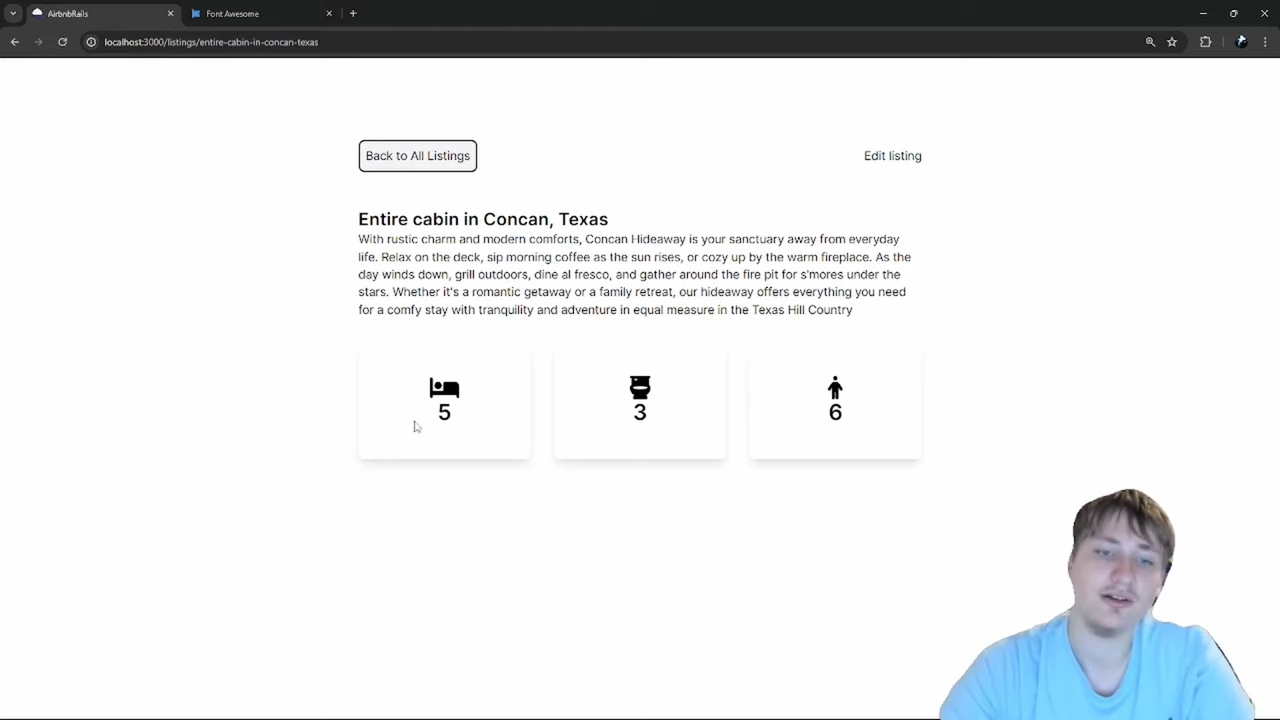 AirbnbRails
Font Awesome
localhost:3000/listings/entire-cabin-in-concan-texas
Back to All Listings
Edit listing
Entire cabin in Concan, Texas
With rustic charm and modern comforts, Concan Hideaway is your sanctuary away from everyday
life. Relax on the deck, sip morning coffee as the sun rises, or cozy up by the warm fireplace. As the
day winds down, grill outdoors, dine al fresco, and gather around the fire pit for s'mores under the
stars. Whether it's a romantic getaway or a family retreat, our hideaway offers everything you need
for a comfy stay with tranquility and adventure in equal measure in the Texas Hill Country
5
3
6